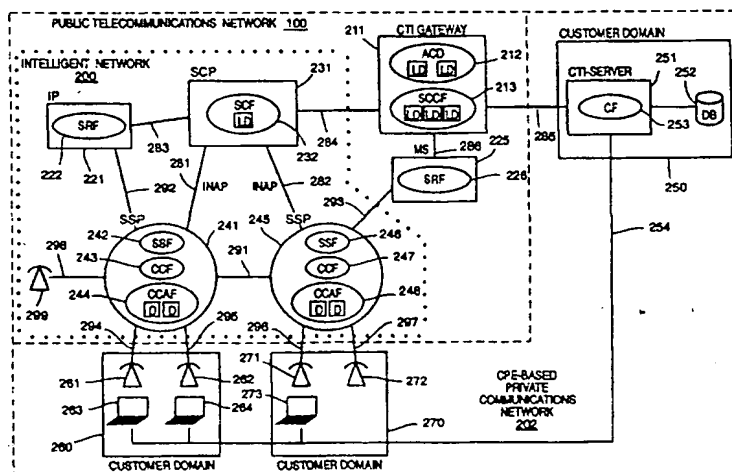 PUBLIC TELECOMMUNICATIONS NETWORK 100
INTELLIGENT NETWORK
200
IP
SRF
222
221
283
SCP
231
SCF
LD
232
284
281
INAP
INAP
282
292
CTI GATEWAY
211
ACD
LD LD
212
SCCF
LD LD LD
213
MS
286
225
SRF
226
293
285
CUSTOMER DOMAIN
CTI-SERVER
251
252
CF
253
DB
250
254
SSP
241
242
SSF
243
CCF
244
CCAF
D D
298
299
291
SSP
245
SSF
246
CCF
247
CCAF
D D
248
294
295
296
297
261
262
263
264
260
CUSTOMER DOMAIN
271
272
273
270
CUSTOMER DOMAIN
CPE-BASED
PRIVATE
COMMUNICATIONS
NETWORK
202